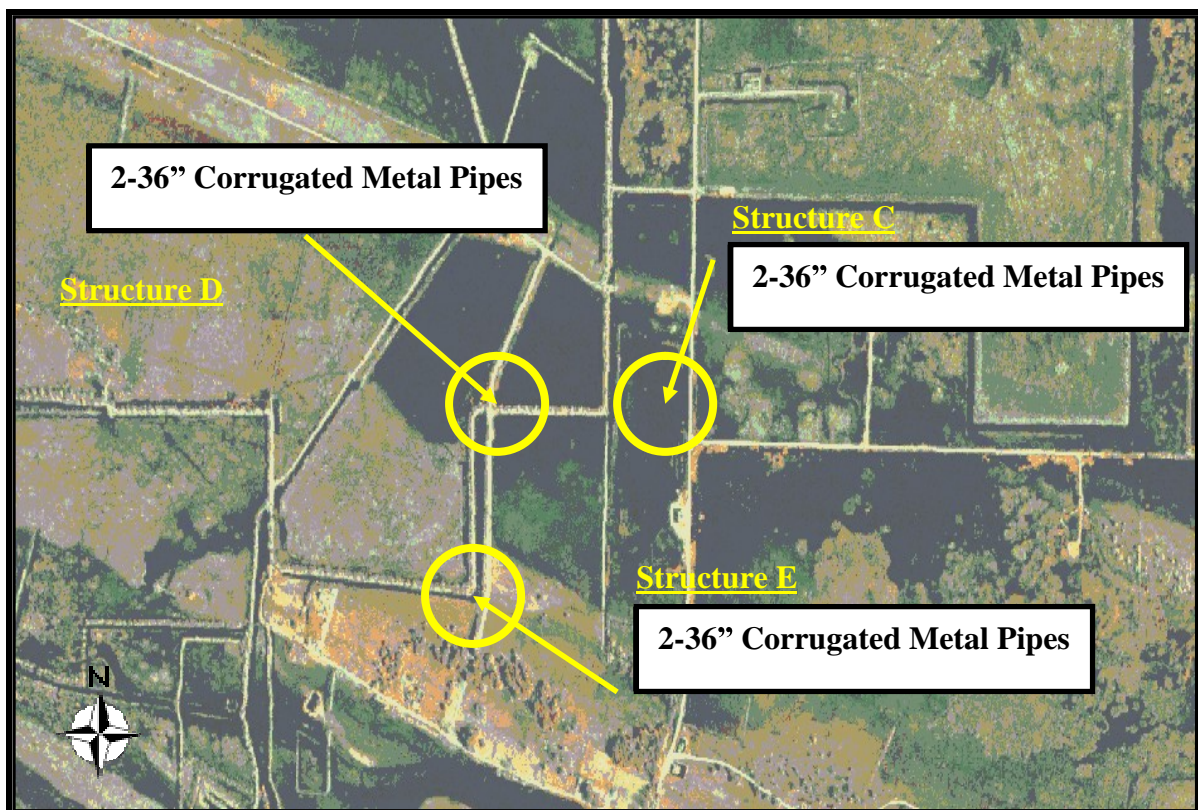 2-36” Corrugated Metal Pipes
Structure C
2-36” Corrugated Metal Pipes
Structure D
Structure E
2-36” Corrugated Metal Pipes
N